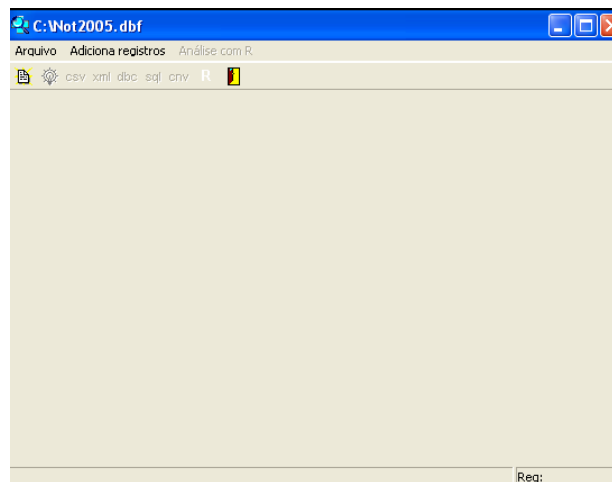 C:\Not2005.dbf
Arquivo Adiciona registros Análise com R
csv xml dbc sql cnv R
Reg: